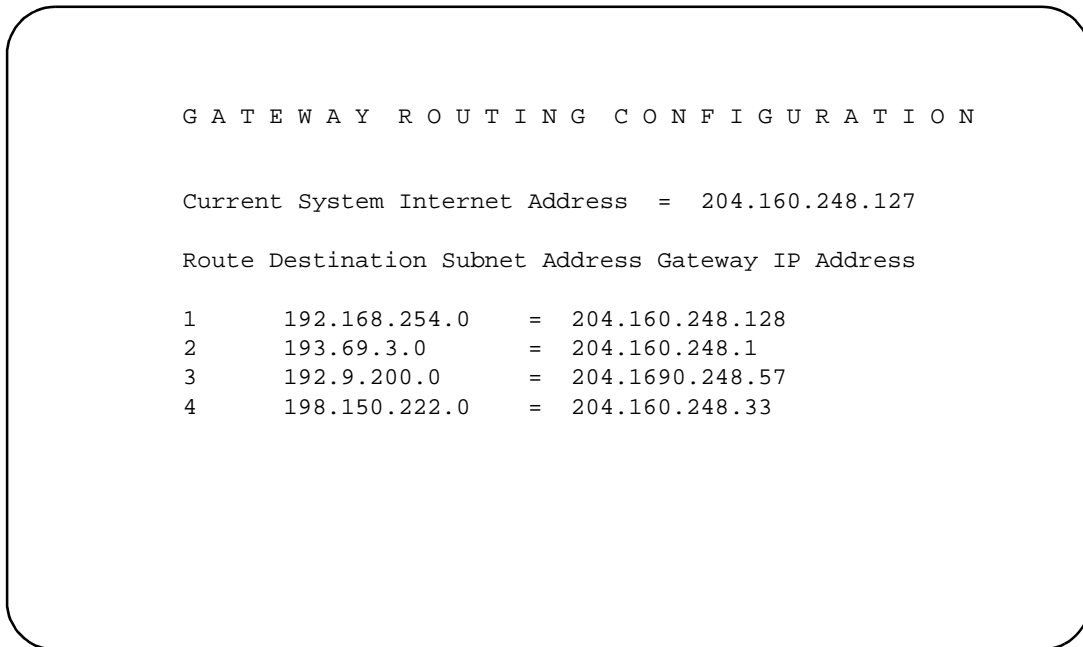 G A T E W A Y  R O U T I N G  C O N F I G U R A T I O N
Current System Internet Address  =  204.160.248.127
Route Destination Subnet Address Gateway IP Address
1      192.168.254.0    =  204.160.248.128
2      193.69.3.0       =  204.160.248.1
3      192.9.200.0      =  204.1690.248.57
4      198.150.222.0    =  204.160.248.33